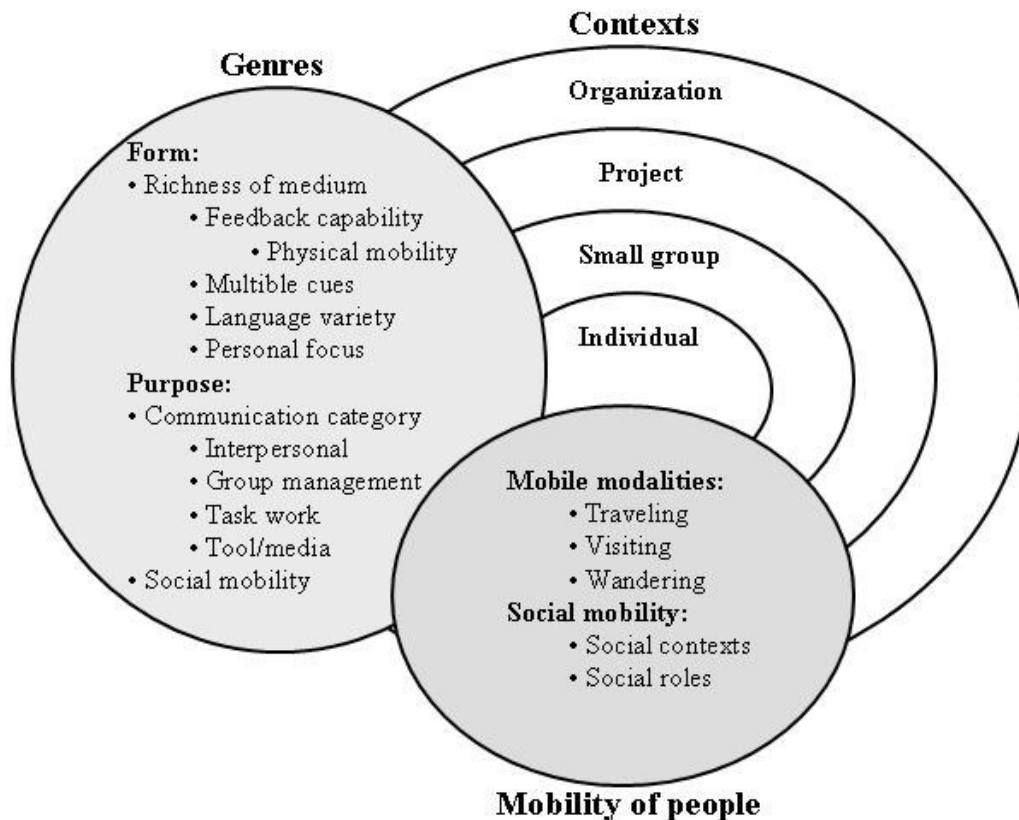 Contexts
Genres
Organization
Project
Small group
Individual
Form:
• Richness of medium
• Feedback capability
• Physical mobility
• Multible cues
• Language variety
• Personal focus
Purpose:
• Communication category
• Interpersonal
• Group management
• Task work
• Tool/media
• Social mobility
Mobile modalities:
• Traveling
• Visiting
• Wandering
Social mobility:
• Social contexts
• Social roles
Mobility of people